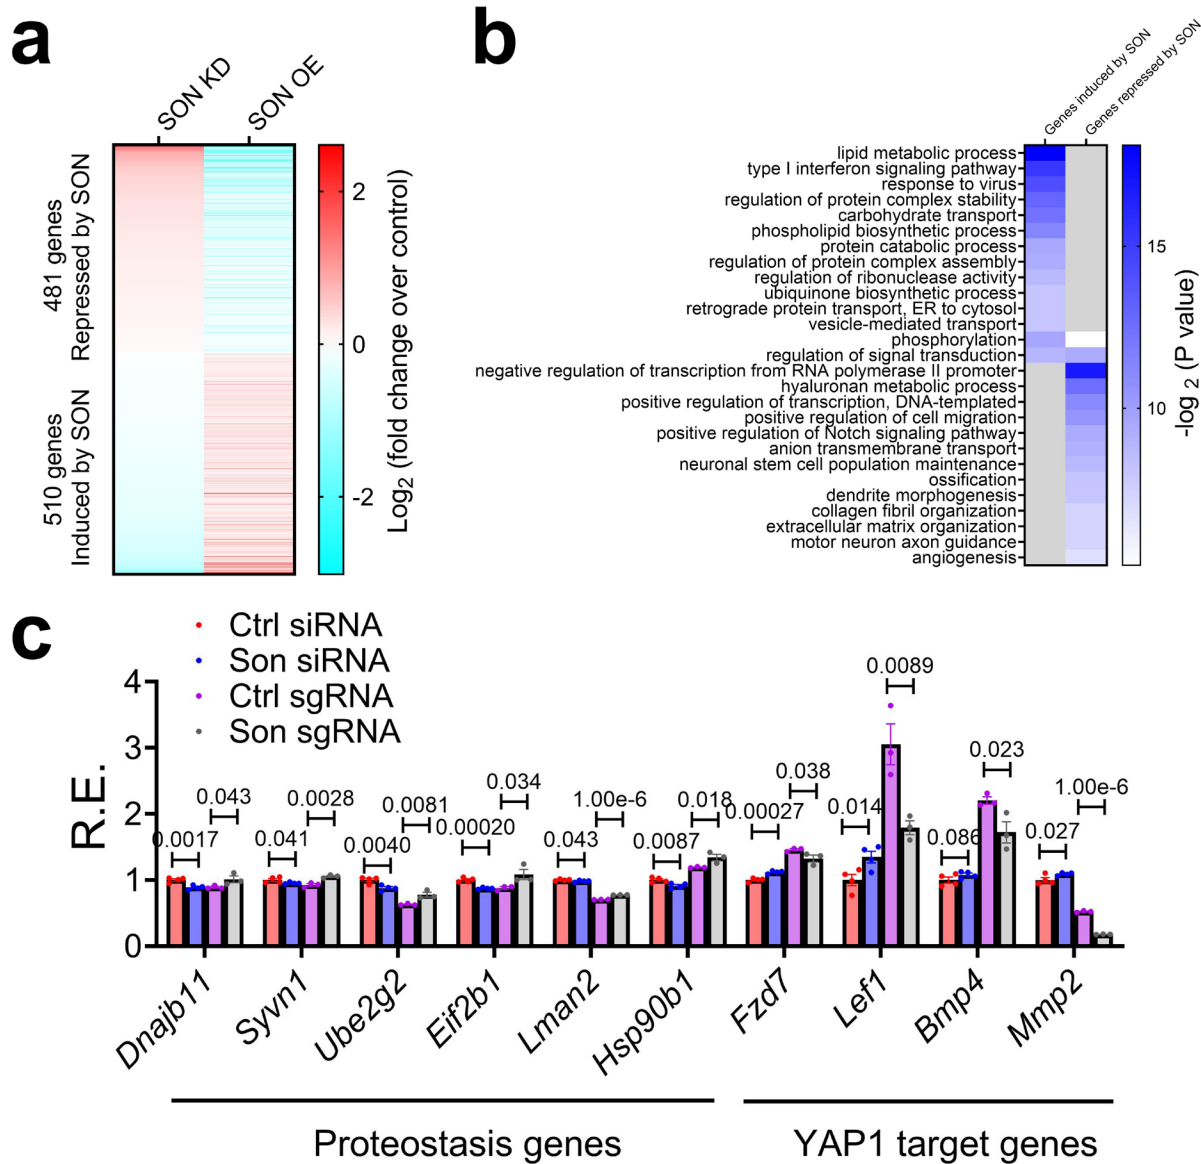 a
SON KD
SON OE
481 genes
Repressed by SON
510 genes
Induced by SON
2
0
-2
Log2 (fold change over control)
b
Genes induced by SON
Genes repressed by SON
lipid metabolic process
type I interferon signaling pathway
response to virus
regulation of protein complex stability
carbohydrate transport
phospholipid biosynthetic process
protein catabolic process
regulation of protein complex assembly
regulation of ribonuclease activity
ubiquinone biosynthetic process
retrograde protein transport, ER to cytosol
vesicle-mediated transport
phosphorylation
regulation of signal transduction
negative regulation of transcription from RNA polymerase II promoter
hyaluronan metabolic process
positive regulation of transcription, DNA-templated
positive regulation of cell migration
positive regulation of Notch signaling pathway
anion transmembrane transport
neuronal stem cell population maintenance
ossification
dendrite morphogenesis
collagen fibril organization
extracellular matrix organization
motor neuron axon guidance
angiogenesis
15
10
-log 2 (P value)
c
Ctrl siRNA
Son siRNA
Ctrl sgRNA
Son sgRNA
R.E.
4
3
2
1
0
0.0017
0.043
0.041
0.0028
0.0040
0.0081
0.00020
0.034
0.043
1.00e-6
0.0087
0.018
0.00027
0.038
0.014
0.0089
0.086
0.023
0.027
1.00e-6
Dnajb11
Syvn1
Ube2g2
Eif2b1
Lman2
Hsp90b1
Fzd7
Lef1
Bmp4
Mmp2
Proteostasis genes
YAP1 target genes